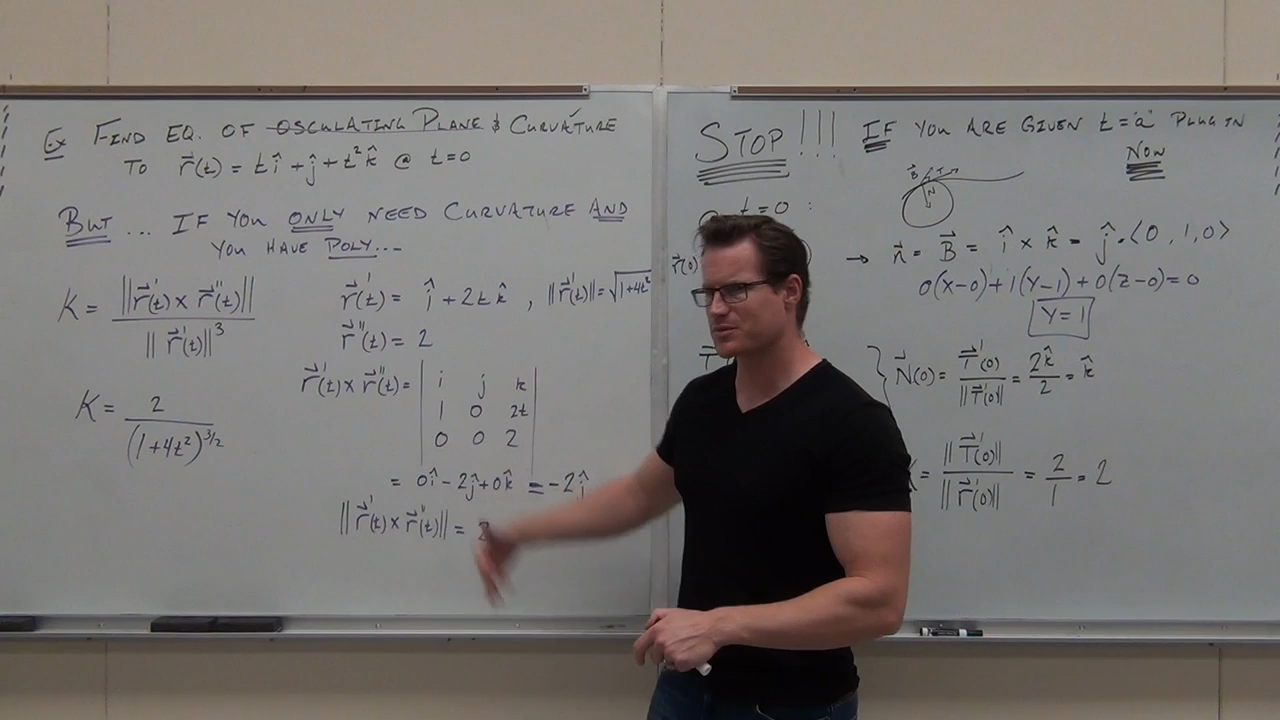 Ex FIND EQ. OF OSCULATING PLANE & CURVATURE
TO r⃗(t) = tî + ĵ + t²k̂ @ t=0
BUT ... IF YOU ONLY NEED CURVATURE AND
YOU HAVE POLY...
K = ||r⃗'(t) × r⃗''(t)|| / ||r⃗'(t)||³
K = 2 / (1+4t²)^(3/2)
r⃗'(t) = î + 2t k̂ , ||r⃗'(t)|| = √1+4t²
r⃗''(t) = 2
r⃗'(t) × r⃗''(t) = | i j k
1 0 2t
0 0 2 |
= 0î - 2ĵ + 0k̂ = -2ĵ
||r⃗'(t) × r⃗''(t)|| = 2
STOP!!! IF YOU ARE GIVEN t="a" PLUG IN
NOW
B⃗ T⃗
N
t=0 :
r⃗(0)
→ n⃗ = B⃗ = î × k̂ = ĵ = <0, 1, 0>
0(x-0)+1(y-1)+0(z-0)=0
Y=1
N⃗(0) = T⃗'(0) / ||T⃗'(0)|| = 2k̂ / 2 = k̂
= ||T⃗'(0)|| / ||r⃗'(0)|| = 2/1 = 2